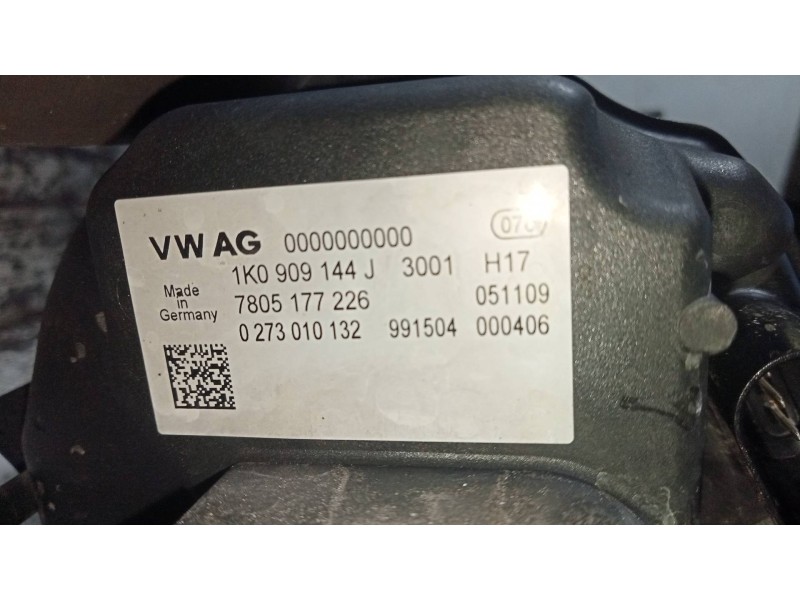 VW AG 0000000000
1K0 909 144 J 3001 H17
Made in Germany
7805 177 226 051109
0 273 010 132 991504 000406